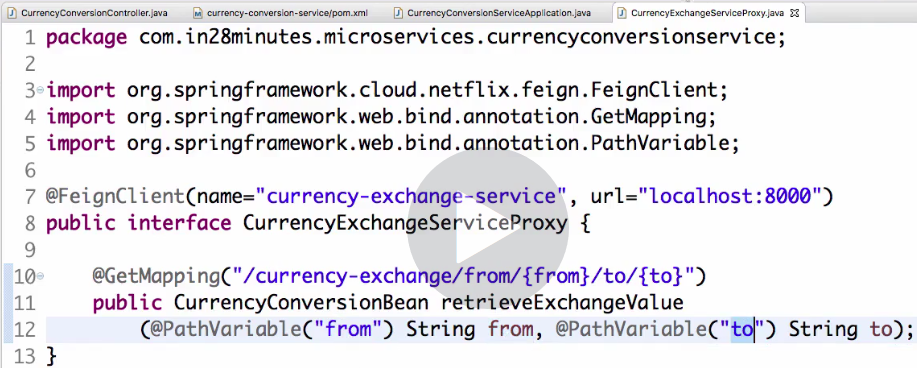 CurrencyConversionController.java currency-conversion-service/pom.xml CurrencyConversionServiceApplication.java CurrencyExchangeServiceProxy.java
1 package com.in28minutes.microservices.currencyconversionservice;
2
3 import org.springframework.cloud.netflix.feign.FeignClient;
4 import org.springframework.web.bind.annotation.GetMapping;
5 import org.springframework.web.bind.annotation.PathVariable;
6
7 @FeignClient(name="currency-exchange-service", url="localhost:8000")
8 public interface CurrencyExchangeServiceProxy {
9
10 @GetMapping("/currency-exchange/from/{from}/to/{to}")
11 public CurrencyConversionBean retrieveExchangeValue
12 (@PathVariable("from") String from, @PathVariable("to") String to);
13 }